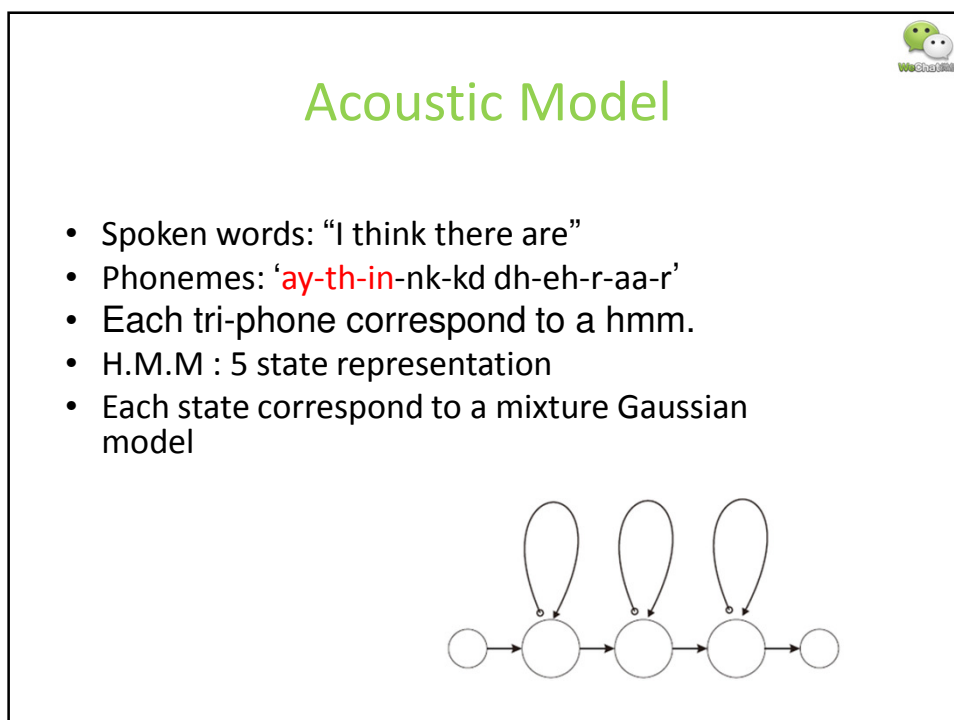 Acoustic Model
• Spoken words: “I think there are”
• Phonemes: ‘ay-th-in-nk-kd dh-eh-r-aa-r’
• Each tri-phone correspond to a hmm.
• H.M.M : 5 state representation
• Each state correspond to a mixture Gaussian
model